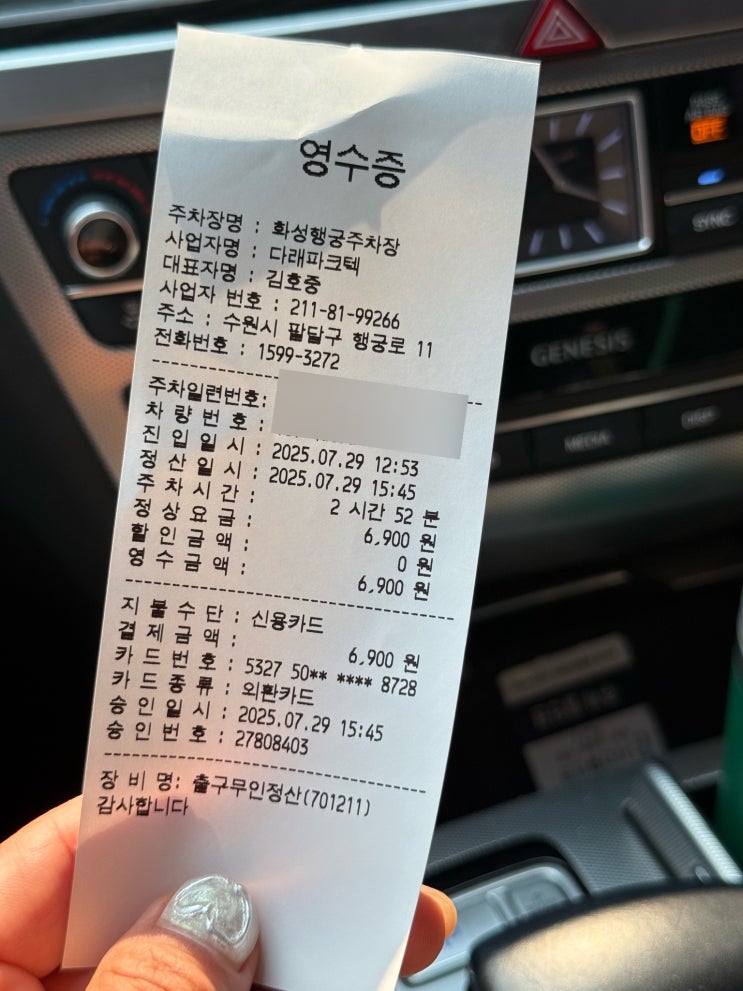 영수증
주차장명 : 화성행궁주차장
사업자명 : 다래파크텍
대표자명 : 김호중
사업자 번호 : 211-81-99266
주소 : 수원시 팔달구 행궁로 11
전화번호 : 1599-3272
주차일련번호:
차 량 번 호 :
진 입 일 시 : 2025.07.29 12:53
정 산 일 시 : 2025.07.29 15:45
주 차 시 간 : 2 시간 52 분
정 상 요 금 : 6,900 원
할 인 금 액 : 0 원
영 수 금 액 : 6,900 원
지 불 수 단 : 신용카드
결 제 금 액 : 6,900 원
카 드 번 호 : 5327 50** **** 8728
카 드 종 류 : 외환카드
승 인 일 시 : 2025.07.29 15:45
승 인 번 호 : 27808403
장 비 명: 출구무인정산(701211)
감사합니다
OFF
SYNC
GENESIS
MEDIA
DISP